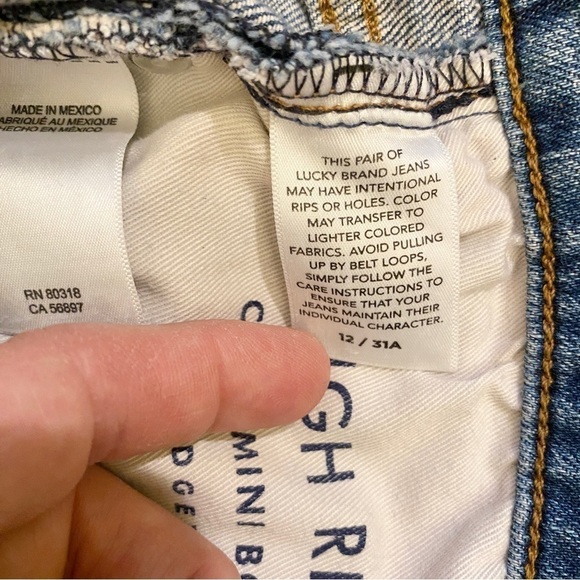 MADE IN MEXICO
FABRIQUÉ AU MEXIQUE
HECHO EN MÉXICO
RN 80318
CA 56897
THIS PAIR OF
LUCKY BRAND JEANS
MAY HAVE INTENTIONAL
RIPS OR HOLES. COLOR
MAY TRANSFER TO
LIGHTER COLORED
FABRICS. AVOID PULLING
UP BY BELT LOOPS,
SIMPLY FOLLOW THE
CARE INSTRUCTIONS TO
ENSURE THAT YOUR
JEANS MAINTAIN THEIR
INDIVIDUAL CHARACTER.
12 / 31A
IGH RI
MINI B